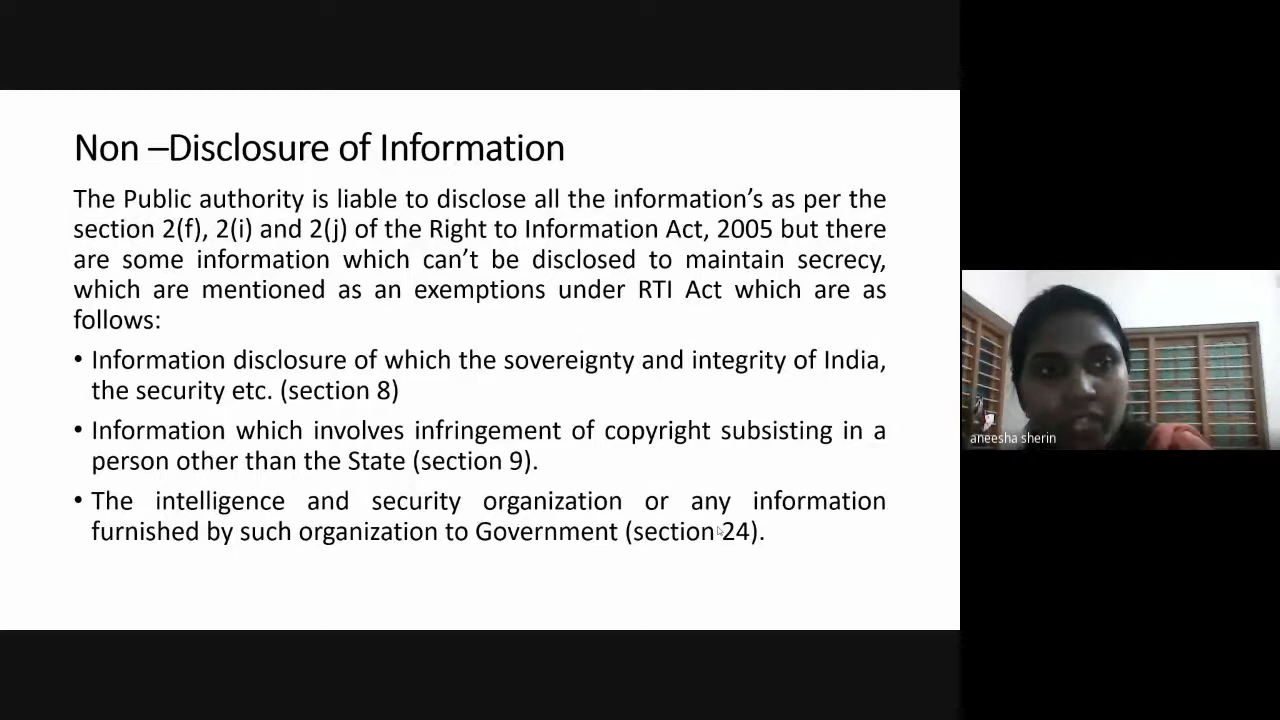 Non –Disclosure of Information
The Public authority is liable to disclose all the information’s as per the
section 2(f), 2(i) and 2(j) of the Right to Information Act, 2005 but there
are some information which can’t be disclosed to maintain secrecy,
which are mentioned as an exemptions under RTI Act which are as
follows:
• Information disclosure of which the sovereignty and integrity of India,
the security etc. (section 8)
• Information which involves infringement of copyright subsisting in a
person other than the State (section 9).
• The intelligence and security organization or any information
furnished by such organization to Government (section 24).
aneesha sherin